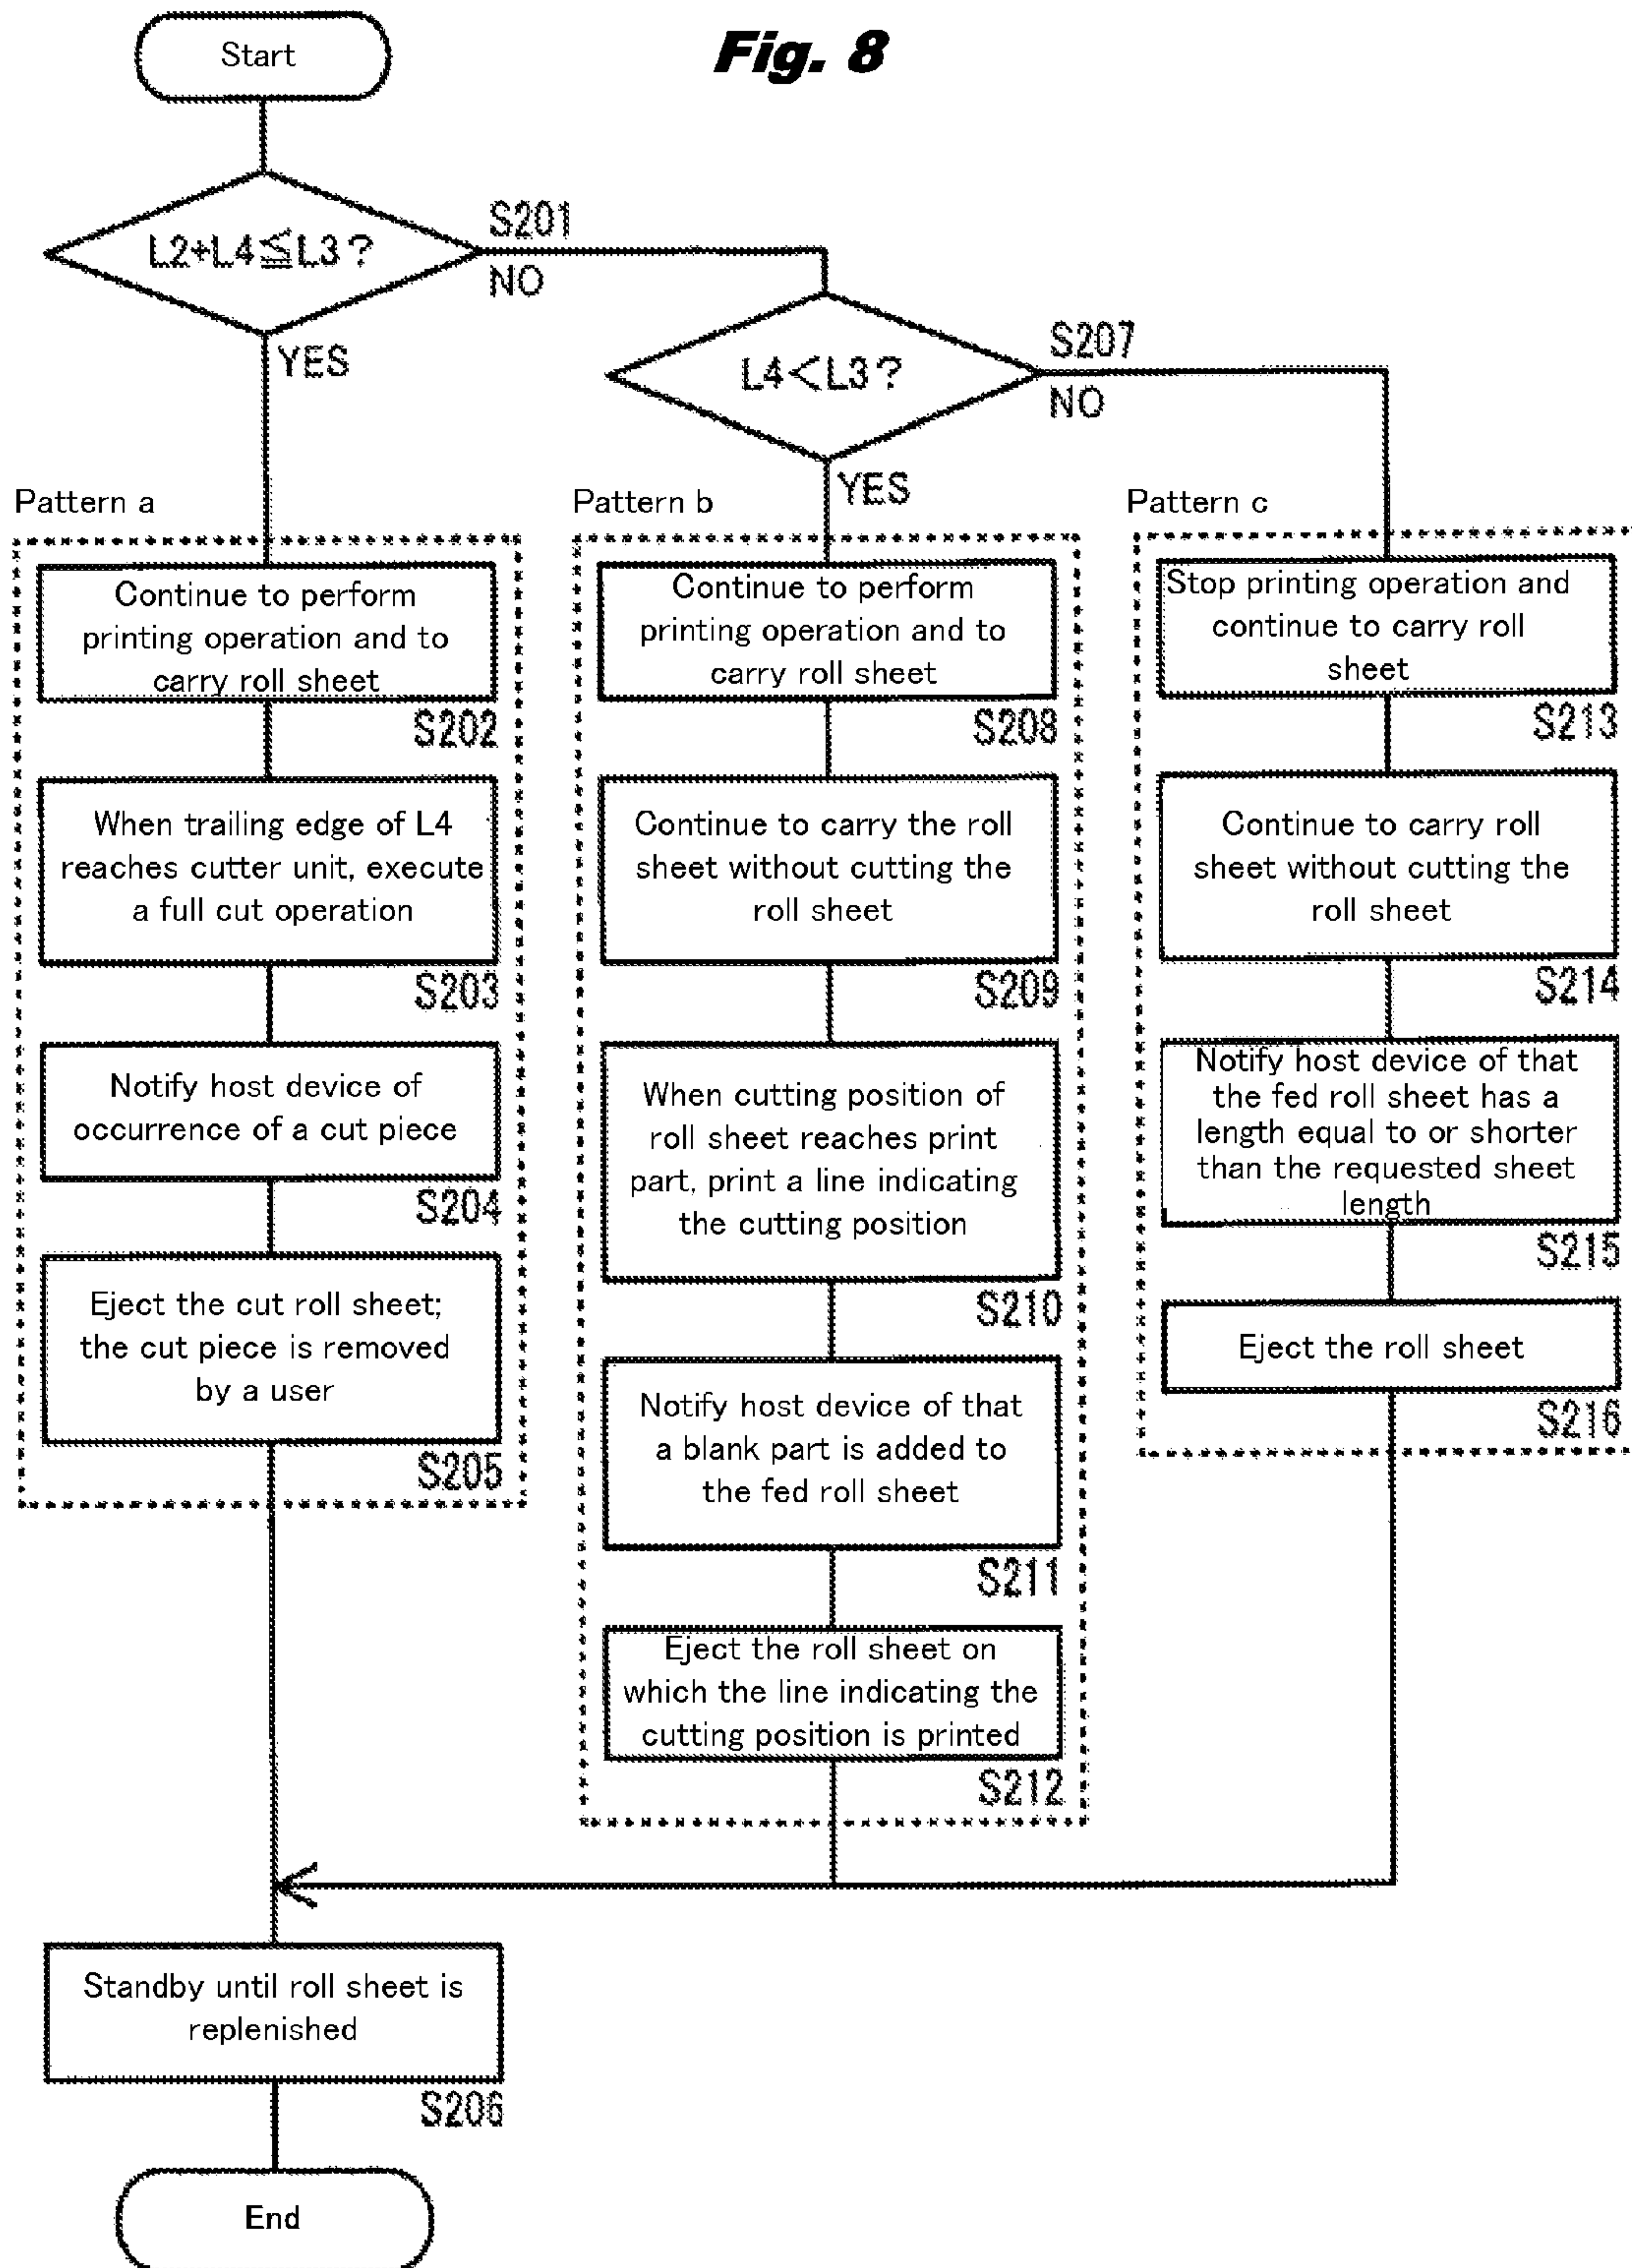 Fig. 8
Start
L2+L4≦L3?
S201
NO
YES
L4<L3?
S207
NO
YES
Pattern a
Continue to perform
printing operation and to
carry roll sheet
S202
When trailing edge of L4
reaches cutter unit, execute
a full cut operation
S203
Notify host device of
occurrence of a cut piece
S204
Eject the cut roll sheet;
the cut piece is removed
by a user
S205
Pattern b
Continue to perform
printing operation and to
carry roll sheet
S208
Continue to carry the roll
sheet without cutting the
roll sheet
S209
When cutting position of
roll sheet reaches print
part, print a line indicating
the cutting position
S210
Notify host device of that
a blank part is added to
the fed roll sheet
S211
Eject the roll sheet on
which the line indicating the
cutting position is printed
S212
Pattern c
Stop printing operation and
continue to carry roll
sheet
S213
Continue to carry roll
sheet without cutting the
roll sheet
S214
Notify host device of that
the fed roll sheet has a
length equal to or shorter
than the requested sheet
length
S215
Eject the roll sheet
S216
Standby until roll sheet is
replenished
S206
End